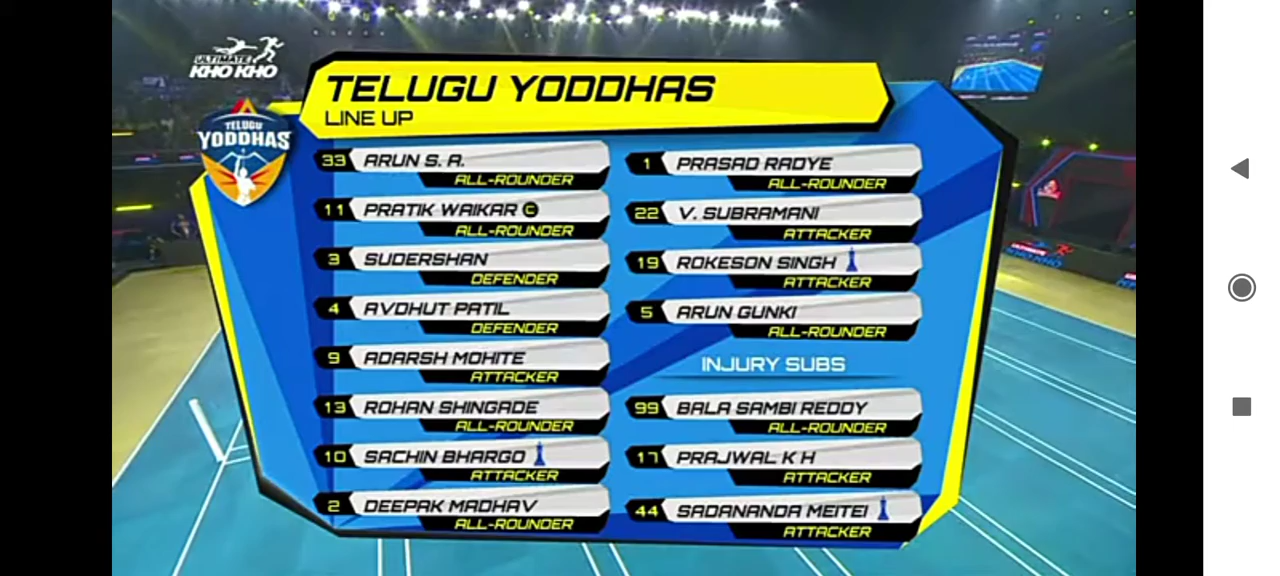 ULTIMATE
KHO KHO
TELUGU YODDHAS
LINE UP
TELUGU
YODDHAS
33 ARUN S. A.
ALL-ROUNDER
11 PRATIK WAIKAR C
ALL-ROUNDER
3 SUDERSHAN
DEFENDER
4 AVDHUT PATIL
DEFENDER
9 ADARSH MOHITE
ATTACKER
13 ROHAN SHINGADE
ALL-ROUNDER
10 SACHIN BHARGO
ATTACKER
2 DEEPAK MADHAV
ALL-ROUNDER
1 PRASAD RADYE
ALL-ROUNDER
22 V. SUBRAMANI
ATTACKER
19 ROKESON SINGH
ATTACKER
5 ARUN GUNKI
ALL-ROUNDER
INJURY SUBS
99 BALA SAMBI REDDY
ALL-ROUNDER
17 PRAJWAL K H
ATTACKER
44 SADANANDA MEITEI
ATTACKER
ULTIMATE
KHO KHO